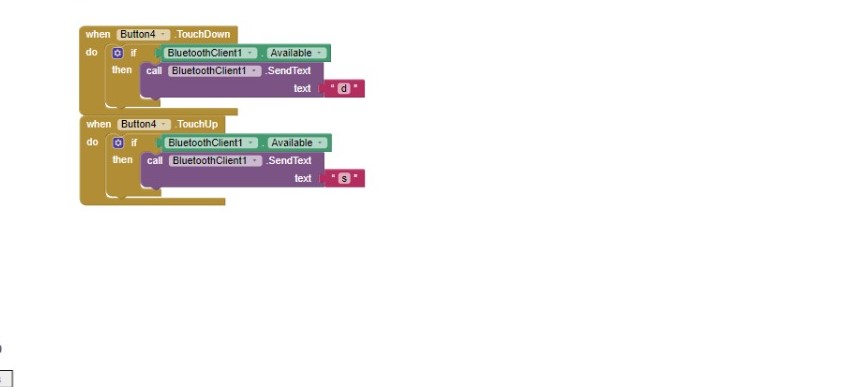 when Button4 .TouchDown
do if BluetoothClient1 . Available
then call BluetoothClient1 .SendText
text " d "
when Button4 .TouchUp
do if BluetoothClient1 . Available
then call BluetoothClient1 .SendText
text " s "